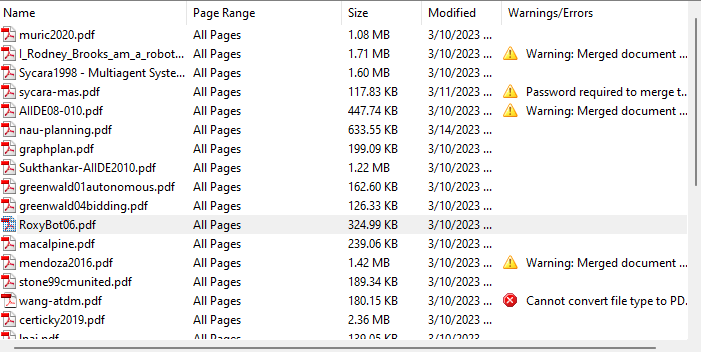 Name Page Range Size Modified Warnings/Errors
muric2020.pdf All Pages 1.08 MB 3/10/2023 ...
I_Rodney_Brooks_am_a_robot... All Pages 1.71 MB 3/10/2023 ... Warning: Merged document ...
Sycara1998 - Multiagent Syste... All Pages 1.60 MB 3/10/2023 ...
sycara-mas.pdf All Pages 117.83 KB 3/11/2023 ... Password required to merge t...
AIIDE08-010.pdf All Pages 447.74 KB 3/10/2023 ... Warning: Merged document ...
nau-planning.pdf All Pages 633.55 KB 3/14/2023 ...
graphplan.pdf All Pages 199.09 KB 3/10/2023 ...
Sukthankar-AIIDE2010.pdf All Pages 1.22 MB 3/10/2023 ...
greenwald01autonomous.pdf All Pages 162.60 KB 3/10/2023 ...
greenwald04bidding.pdf All Pages 126.33 KB 3/10/2023 ...
RoxyBot06.pdf All Pages 324.99 KB 3/10/2023 ...
macalpine.pdf All Pages 239.06 KB 3/10/2023 ...
mendoza2016.pdf All Pages 1.42 MB 3/10/2023 ... Warning: Merged document ...
stone99cmunited.pdf All Pages 189.34 KB 3/10/2023 ...
wang-atdm.pdf All Pages 180.15 KB 3/10/2023 ... Cannot convert file type to PD...
certicky2019.pdf All Pages 2.36 MB 3/10/2023 ...
All Pages 139.05 KB 3/10/2023 ...